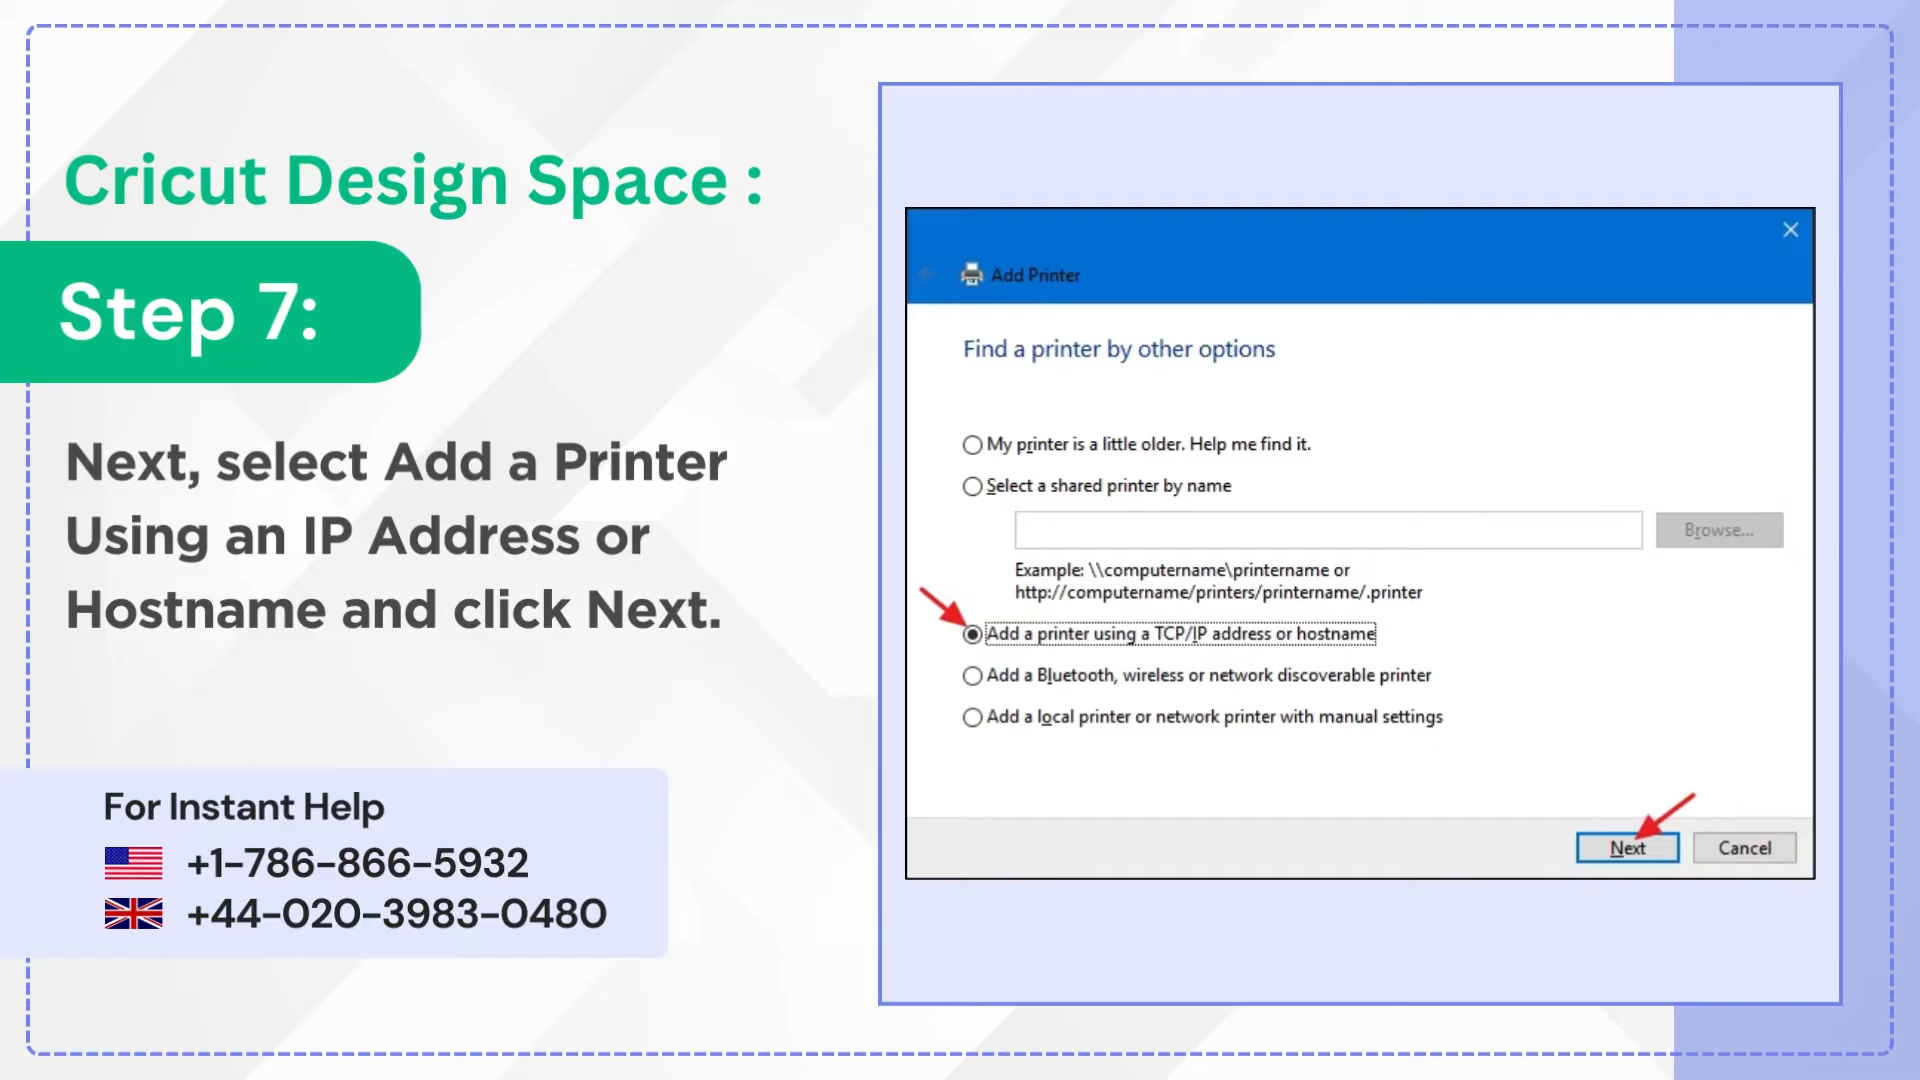 Cricut Design Space :
Step 7:
Next, select Add a Printer
Using an IP Address or
Hostname and click Next.
For Instant Help
+1-786-866-5932
+44-020-3983-0480
Add Printer
Find a printer by other options
My printer is a little older. Help me find it.
Select a shared printer by name
Browse...
Example: \\computername\printername or
http://computername/printers/printername/.printer
Add a printer using a TCP/IP address or hostname
Add a Bluetooth, wireless or network discoverable printer
Add a local printer or network printer with manual settings
Next
Cancel